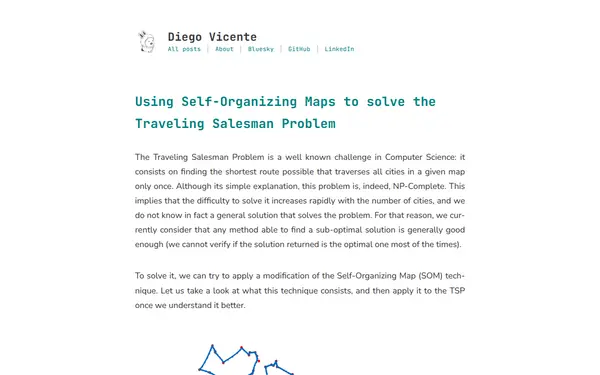 Diego Vicente
All posts | About | Bluesky | GitHub | LinkedIn
Using Self-Organizing Maps to solve the
Traveling Salesman Problem
The Traveling Salesman Problem is a well known challenge in Computer Science: it
consists on finding the shortest route possible that traverses all cities in a given map
only once. Although its simple explanation, this problem is, indeed, NP-Complete. This
implies that the difficulty to solve it increases rapidly with the number of cities, and we
do not know in fact a general solution that solves the problem. For that reason, we cur-
rently consider that any method able to find a sub-optimal solution is generally good
enough (we cannot verify if the solution returned is the optimal one most of the times).
To solve it, we can try to apply a modification of the Self-Organizing Map (SOM) tech-
nique. Let us take a look at what this technique consists, and then apply it to the TSP
once we understand it better.